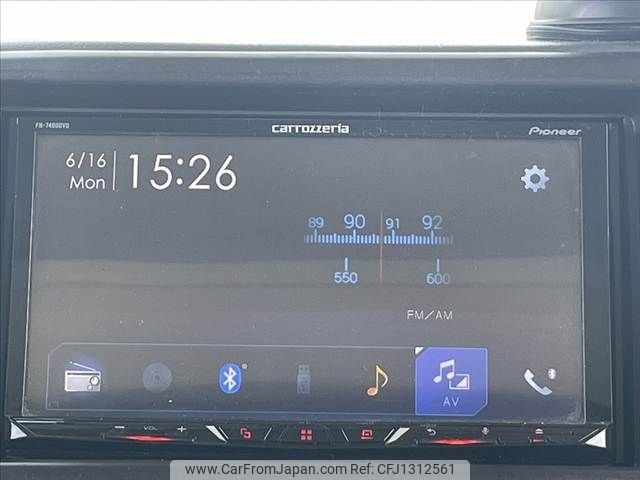 FH-7400DVD
carrozzeria
Pioneer
6/16
Mon
15:26
89 90 91 92
550 600
FM/AM
AV
VOL
www.CarFromJapan.com - Ref:CFJ1312561